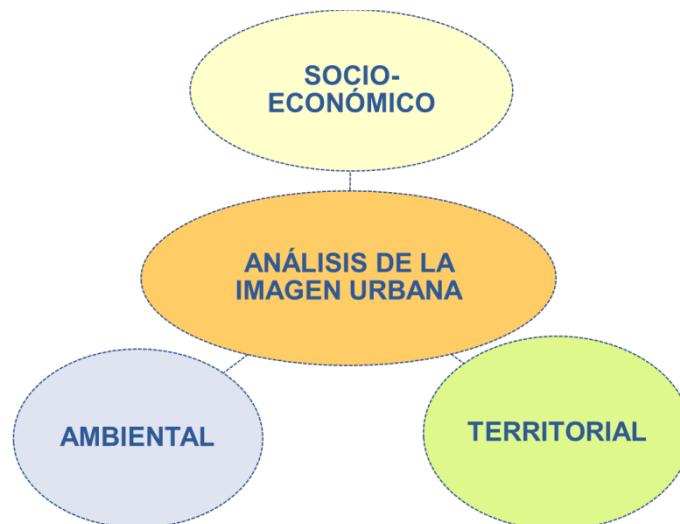 SOCIO-
ECONÓMICO
ANÁLISIS DE LA
IMAGEN URBANA
AMBIENTAL
TERRITORIAL